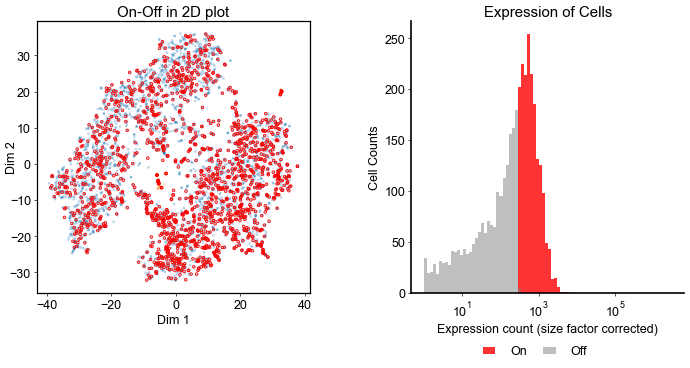 On-Off in 2D plot
30
20
10
0
−10
−20
−30
Dim 2
−40
−20
0
20
40
Dim 1
Expression of Cells
250
200
150
100
50
0
Cell Counts
10^1
10^3
10^5
Expression count (size factor corrected)
On
Off